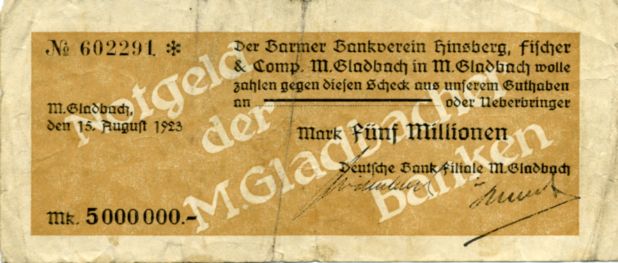 № 602291 *
Der Barmer Bankverein Hinsberg, Fischer
& Comp. M.Gladbach in M.Gladbach wolle
zahlen gegen diesen Scheck aus unserem Guthaben
an oder Ueberbringer
M.Gladbach,
den 15. August 1923
Mark Fünf Millionen
Deutsche Bank Filiale M.Gladbach
Mk. 5000000.-
Notgeld
der
M.Gladbacher
Banken